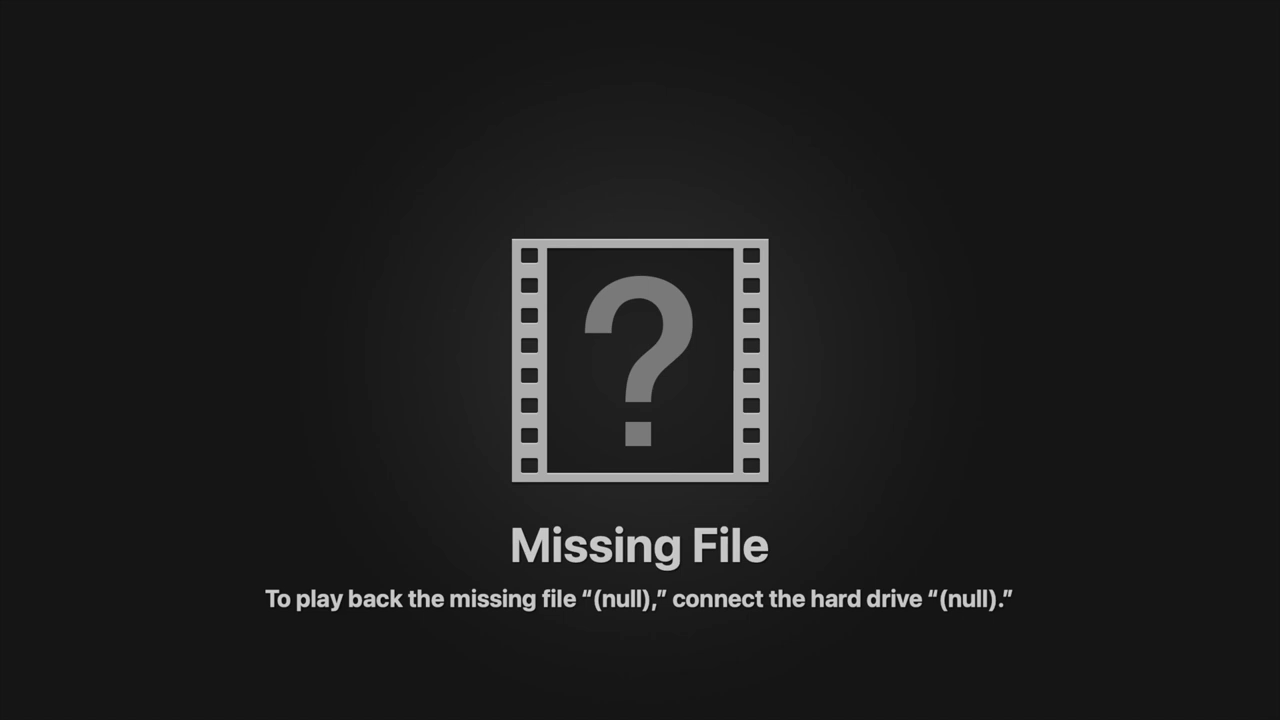 ?
Missing File
To play back the missing file “(null),” connect the hard drive “(null).”